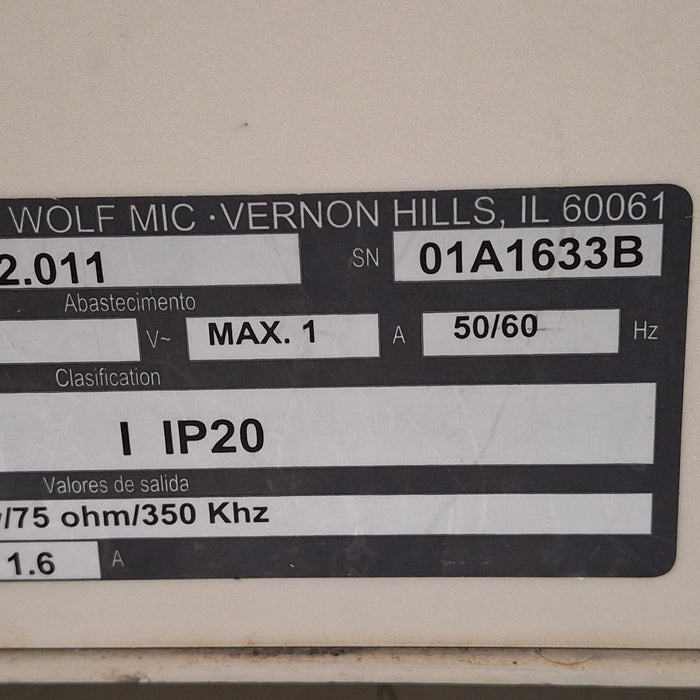 WOLF MIC · VERNON HILLS, IL 60061
2.011 SN 01A1633B
Abastecimento
V~ MAX. 1 A 50/60 Hz
Clasification
I IP20
Valores de salida
/75 ohm/350 Khz
1.6 A